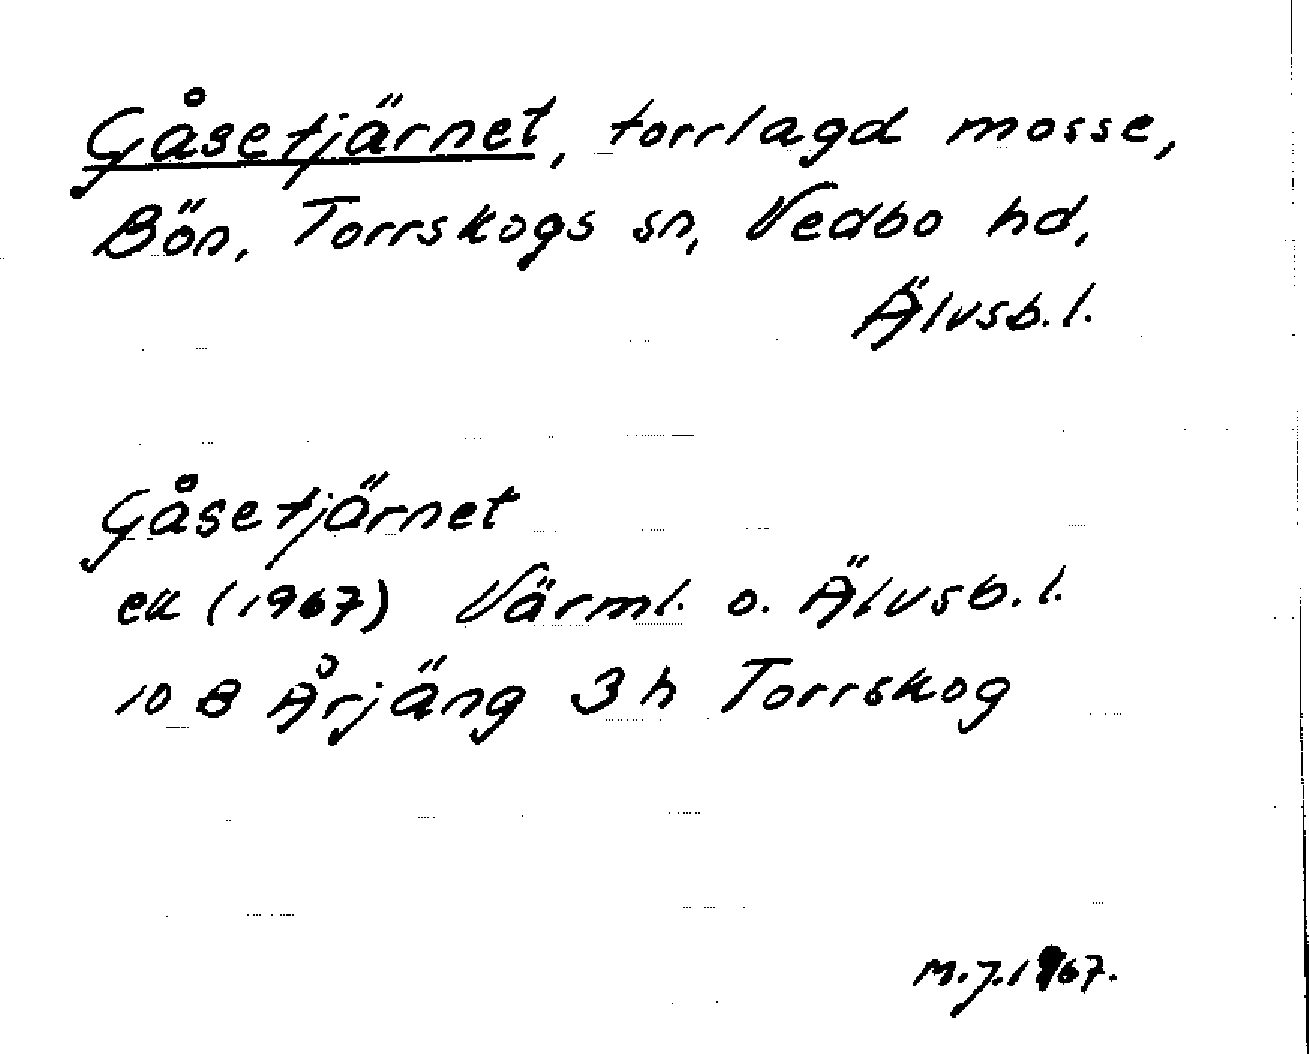 Gåsetjärnet, torrlagd mosse,
Bön, Torrskogs sn, Vedbo hd,
Älvsb. l.
Gåsetjärnet
ek (1967) Värml. o. Älvsb. l.
10 B Årjäng 3 h Torrskog
M.J. 1967.